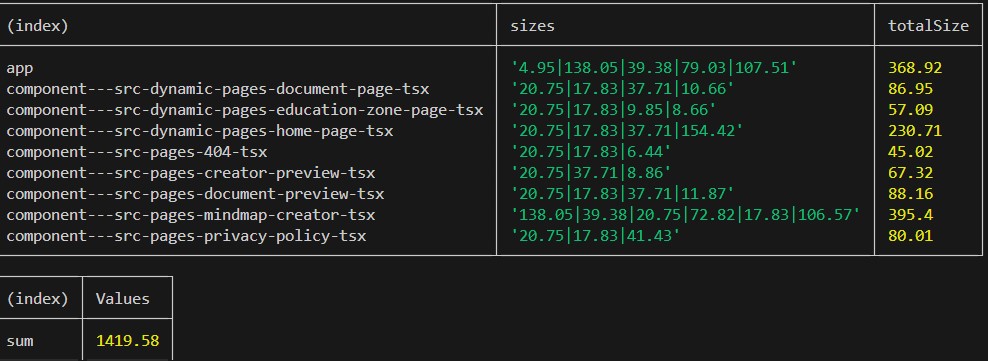 (index) sizes totalSize
app '4.95|138.05|39.38|79.03|107.51' 368.92
component---src-dynamic-pages-document-page-tsx '20.75|17.83|37.71|10.66' 86.95
component---src-dynamic-pages-education-zone-page-tsx '20.75|17.83|9.85|8.66' 57.09
component---src-dynamic-pages-home-page-tsx '20.75|17.83|37.71|154.42' 230.71
component---src-pages-404-tsx '20.75|17.83|6.44' 45.02
component---src-pages-creator-preview-tsx '20.75|37.71|8.86' 67.32
component---src-pages-document-preview-tsx '20.75|17.83|37.71|11.87' 88.16
component---src-pages-mindmap-creator-tsx '138.05|39.38|20.75|72.82|17.83|106.57' 395.4
component---src-pages-privacy-policy-tsx '20.75|17.83|41.43' 80.01
(index) Values
sum 1419.58